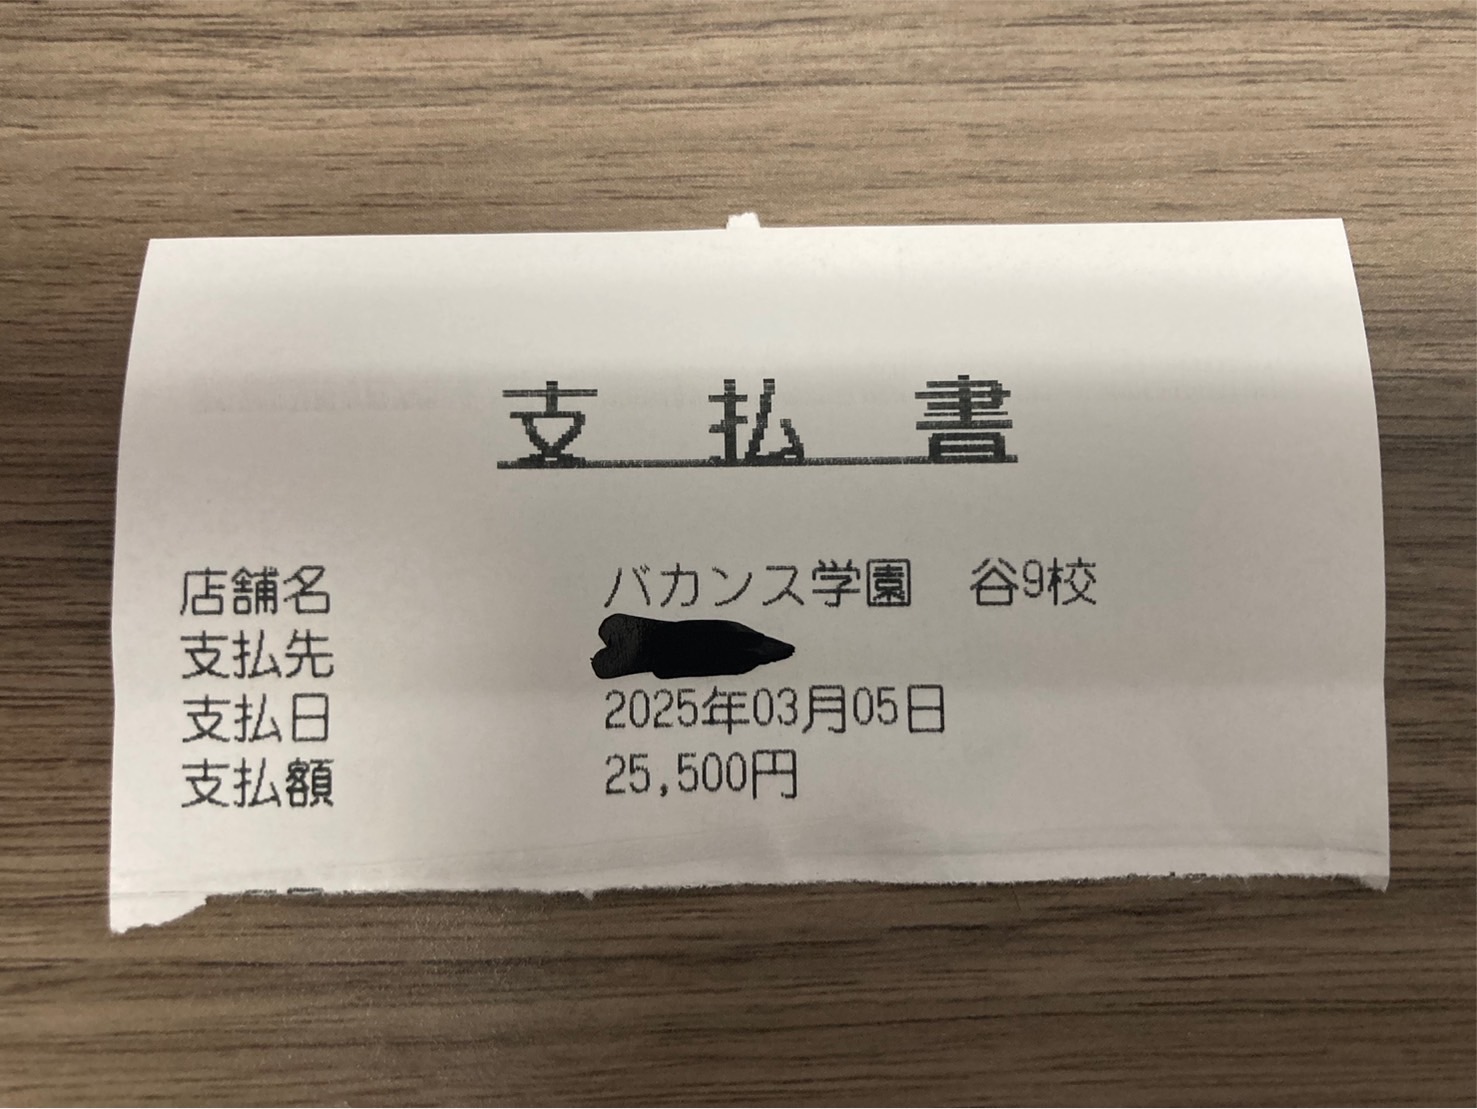 支払書
店舗名 バカンス学園 谷9校
支払先
支払日 2025年03月05日
支払額 25,500円